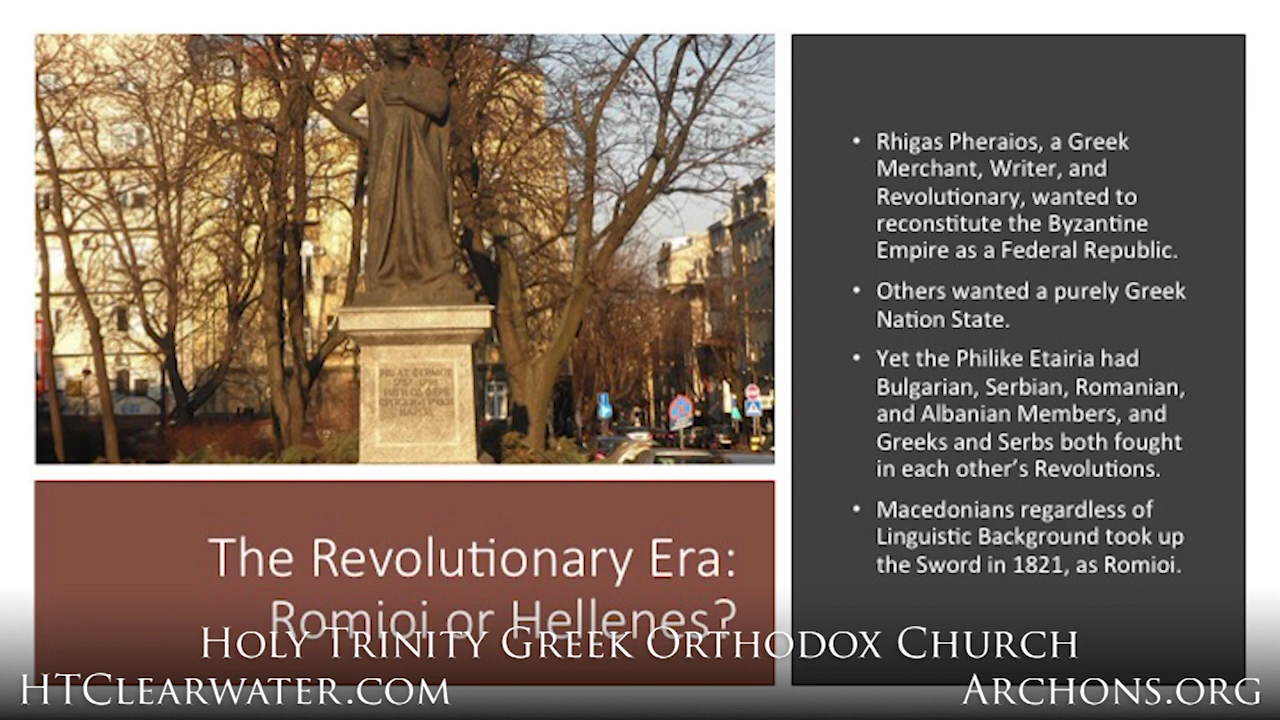 • Rhigas Pheraios, a Greek
Merchant, Writer, and
Revolutionary, wanted to
reconstitute the Byzantine
Empire as a Federal Republic.
• Others wanted a purely Greek
Nation State.
• Yet the Philike Etairia had
Bulgarian, Serbian, Romanian,
and Albanian Members, and
Greeks and Serbs both fought
in each other's Revolutions.
• Macedonians regardless of
Linguistic Background took up
the Sword in 1821, as Romioi.
The Revolutionary Era:
Romioi or Hellenes?
Holy Trinity Greek Orthodox Church
HTClearwater.com
Archons.org